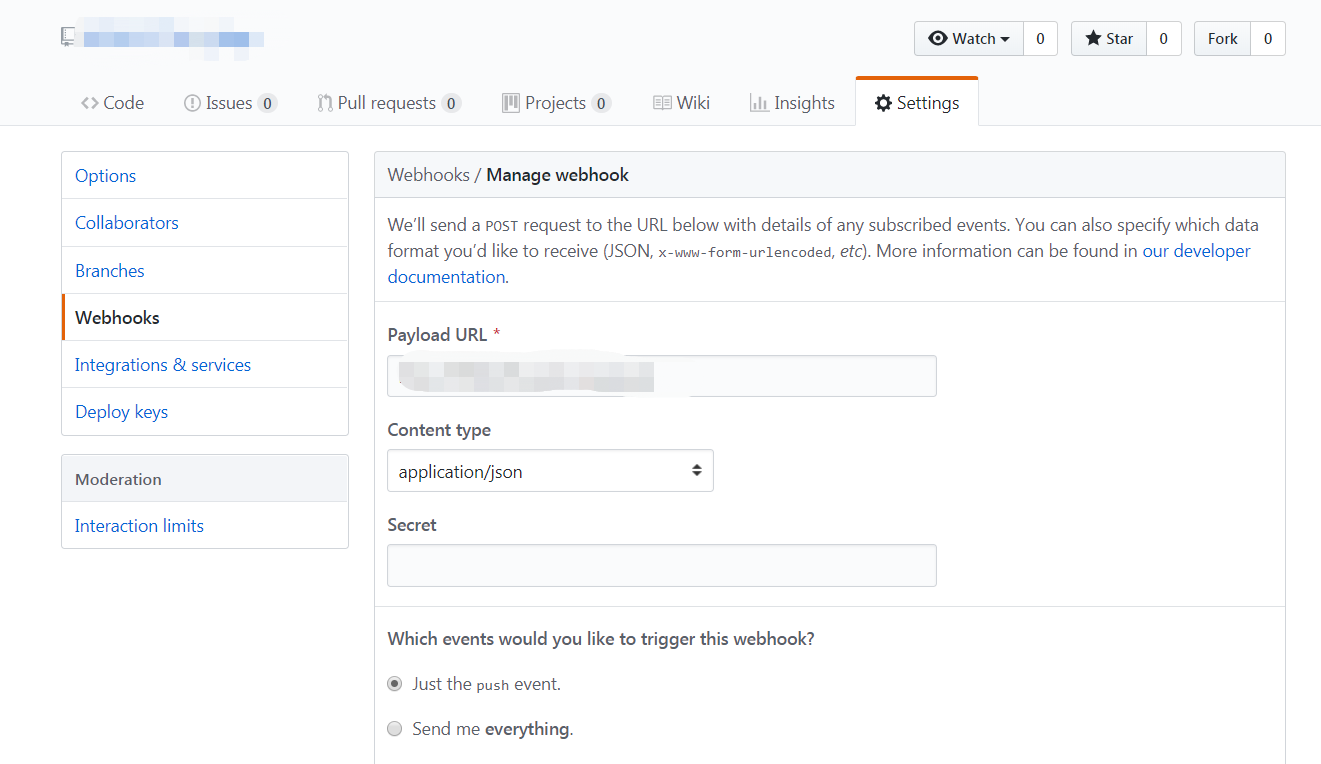 Watch 0 Star 0 Fork 0
Code Issues 0 Pull requests 0 Projects 0 Wiki Insights Settings
Options
Collaborators
Branches
Webhooks
Integrations & services
Deploy keys
Moderation
Interaction limits
Webhooks / Manage webhook
We’ll send a POST request to the URL below with details of any subscribed events. You can also specify which data
format you’d like to receive (JSON, x-www-form-urlencoded, etc). More information can be found in our developer
documentation.
Payload URL *
Content type
application/json
Secret
Which events would you like to trigger this webhook?
Just the push event.
Send me everything.